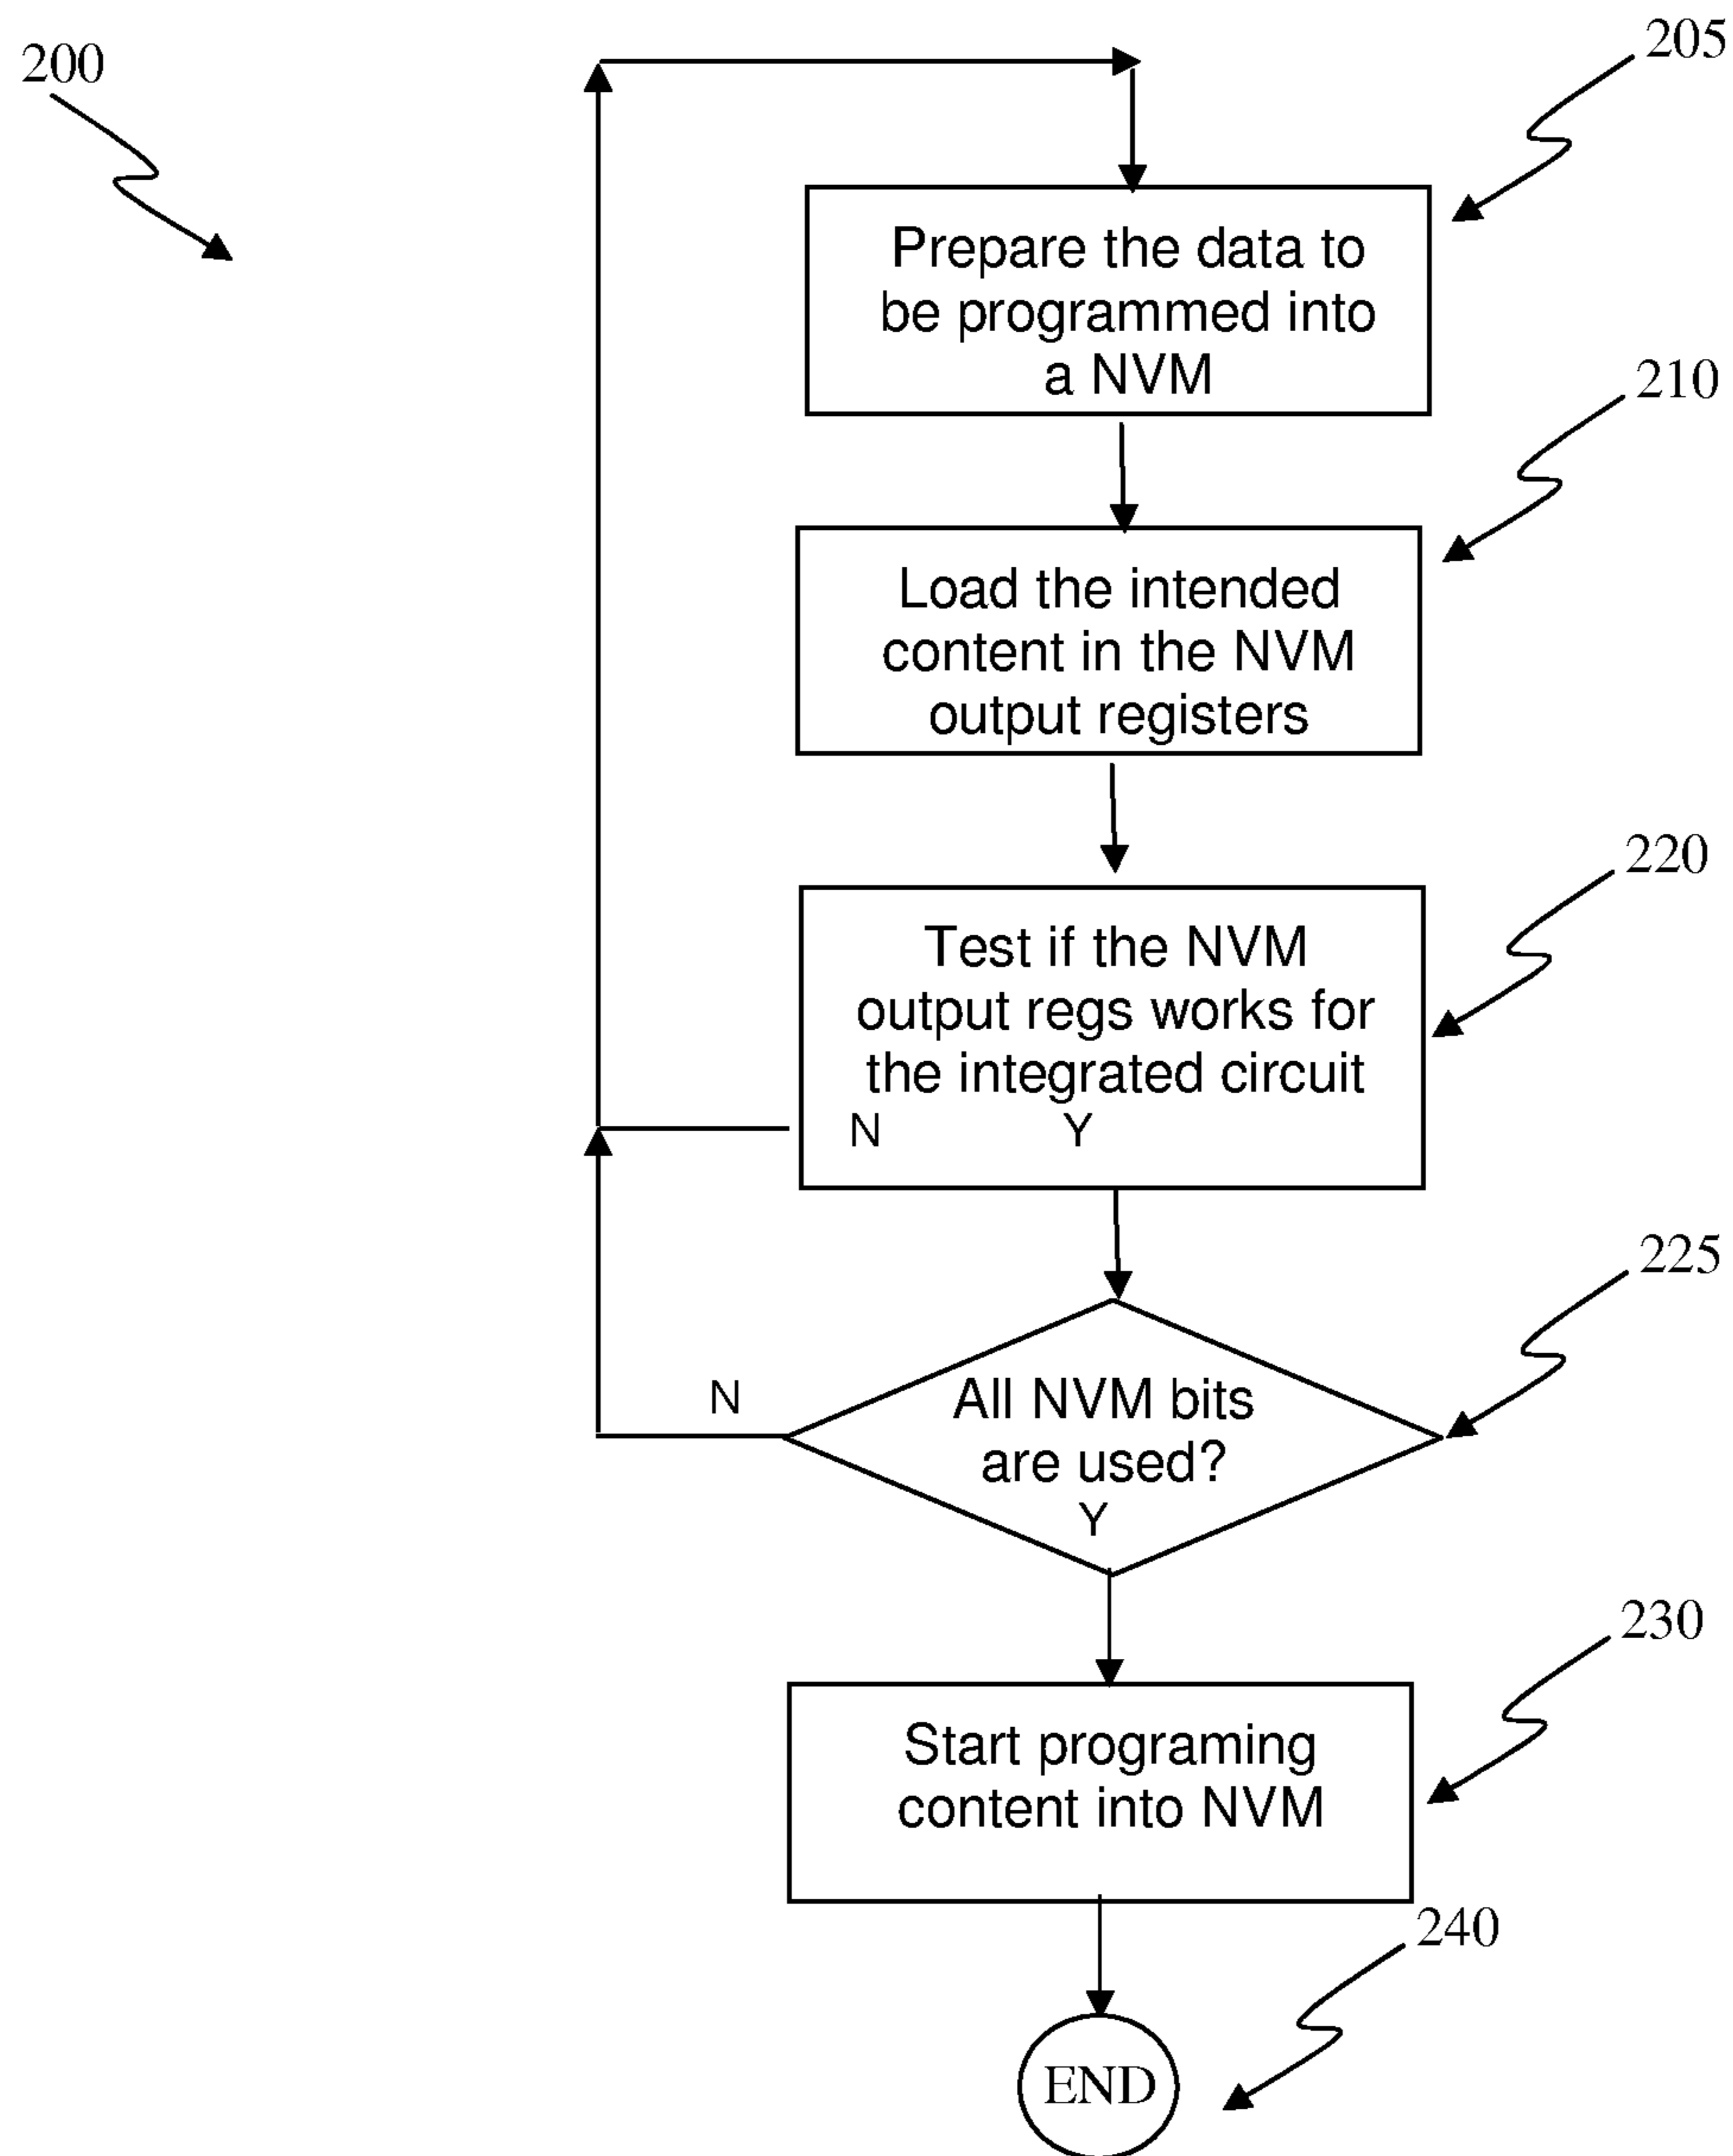 200
205
Prepare the data to
be programmed into
a NVM
210
Load the intended
content in the NVM
output registers
220
Test if the NVM
output regs works for
the integrated circuit
N Y
225
N
All NVM bits
are used?
Y
230
Start programing
content into NVM
240
END